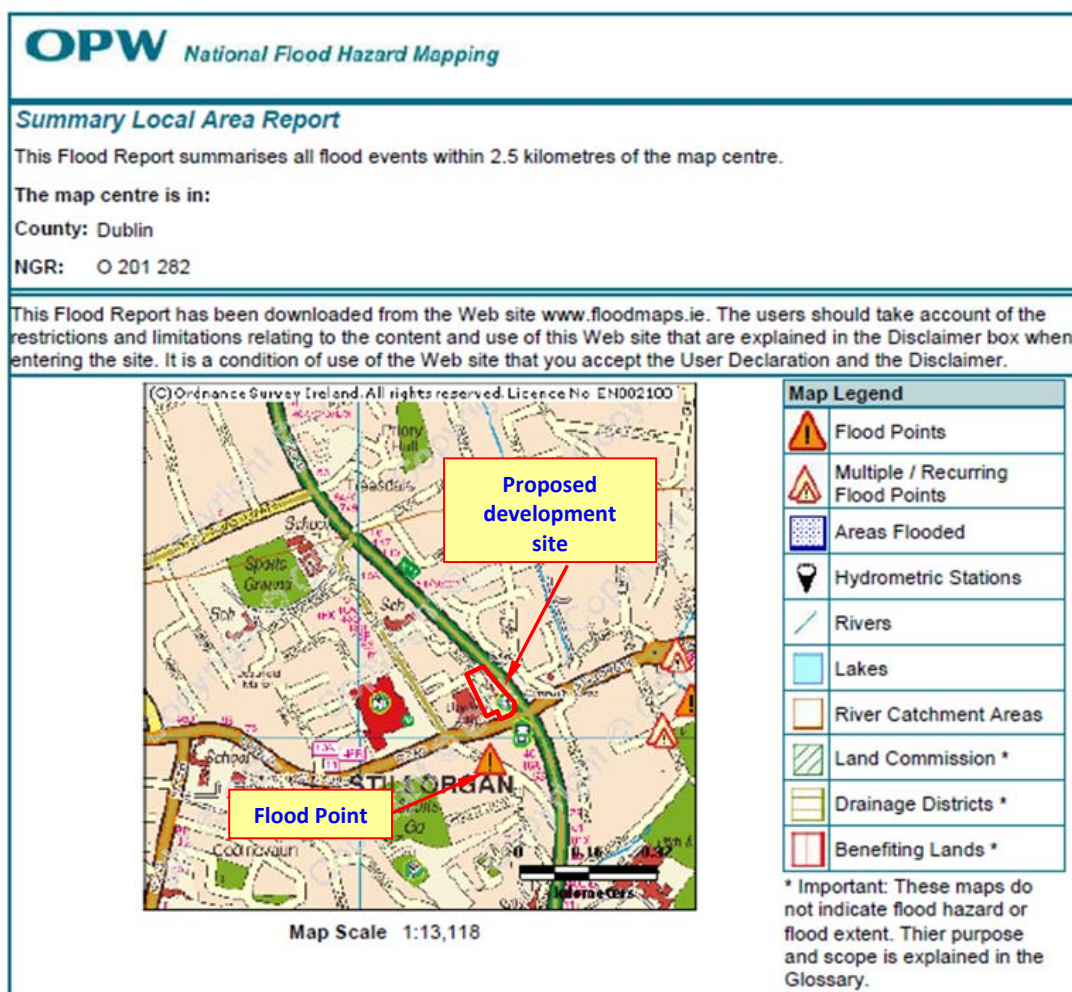 OPW National Flood Hazard Mapping
Summary Local Area Report
This Flood Report summarises all flood events within 2.5 kilometres of the map centre.
The map centre is in:
County: Dublin
NGR: O 201 282
This Flood Report has been downloaded from the Web site www.floodmaps.ie. The users should take account of the
restrictions and limitations relating to the content and use of this Web site that are explained in the Disclaimer box when
entering the site. It is a condition of use of the Web site that you accept the User Declaration and the Disclaimer.
(C) Ordnance Survey Ireland. All rights reserved. Licence No EN002100
Priory
Hall
Treesdale
School
Sports
Ground
Sch
Sch
Proposed
development
site
School
STILLORGAN
Flood Point
0 0.16 0.32
kilometers
Map Scale 1:13,118
Map Legend
Flood Points
Multiple / Recurring
Flood Points
Areas Flooded
Hydrometric Stations
Rivers
Lakes
River Catchment Areas
Land Commission *
Drainage Districts *
Benefiting Lands *
* Important: These maps do
not indicate flood hazard or
flood extent. Thier purpose
and scope is explained in the
Glossary.